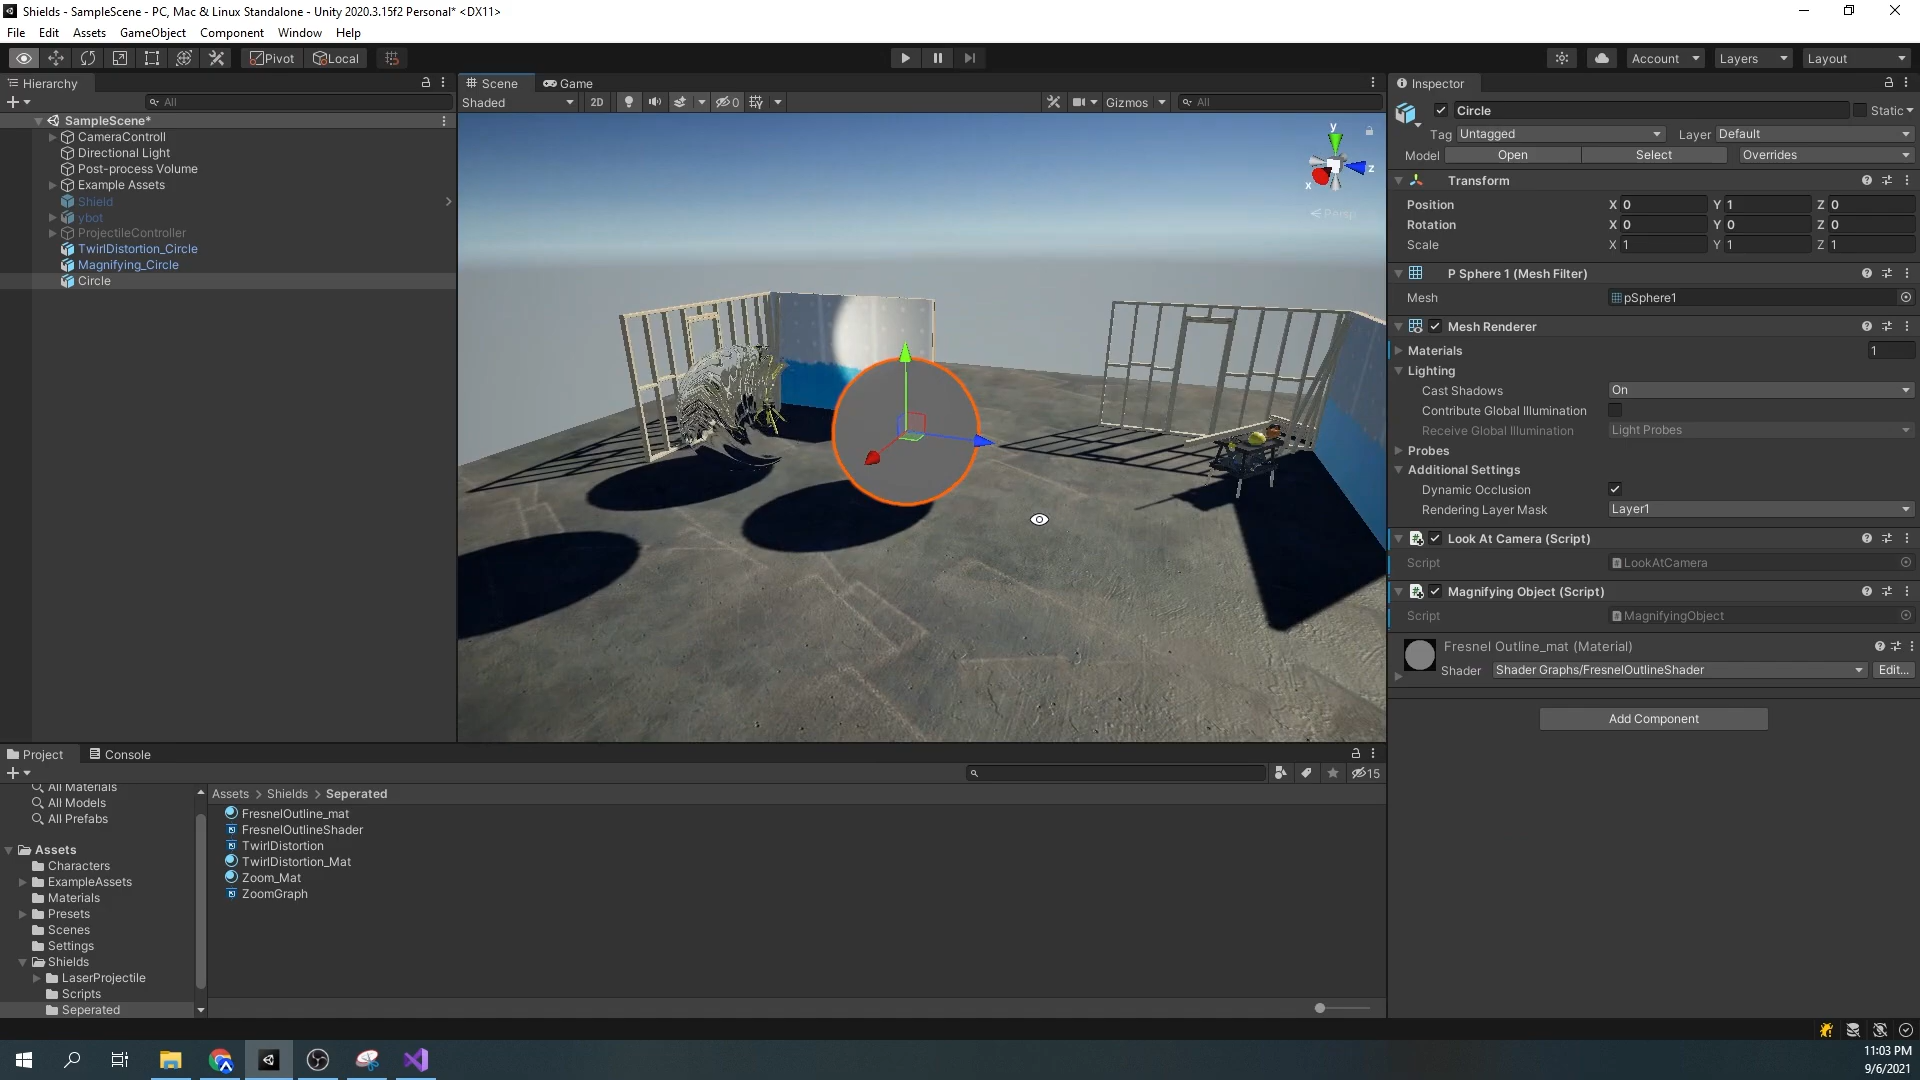 Shields - SampleScene - PC, Mac & Linux Standalone - Unity 2020.3.15f2 Personal* <DX11>
File Edit Assets GameObject Component Window Help
Pivot Local Account Layers Layout
Hierarchy
All
SampleScene*
CameraControll
Directional Light
Post-process Volume
Example Assets
Shield
ybot
ProjectileController
TwirlDistortion_Circle
Magnifying_Circle
Circle
Scene Game
Shaded 2D 0 Gizmos All
y
z
x
Persp
Inspector
Circle Static
Tag Untagged Layer Default
Model Open Select Overrides
Transform
Position X 0 Y 1 Z 0
Rotation X 0 Y 0 Z 0
Scale X 1 Y 1 Z 1
P Sphere 1 (Mesh Filter)
Mesh pSphere1
Mesh Renderer
Materials 1
Lighting
Cast Shadows On
Contribute Global Illumination
Receive Global Illumination Light Probes
Probes
Additional Settings
Dynamic Occlusion
Rendering Layer Mask Layer1
Look At Camera (Script)
Script LookAtCamera
Magnifying Object (Script)
Script MagnifyingObject
Fresnel Outline_mat (Material)
Shader Shader Graphs/FresnelOutlineShader Edit...
Add Component
Project Console
15
All Materials
All Models
All Prefabs
Assets
Characters
ExampleAssets
Materials
Presets
Scenes
Settings
Shields
LaserProjectile
Scripts
Seperated
Assets > Shields > Seperated
FresnelOutline_mat
FresnelOutlineShader
TwirlDistortion
TwirlDistortion_Mat
Zoom_Mat
ZoomGraph
11:03 PM
9/6/2021